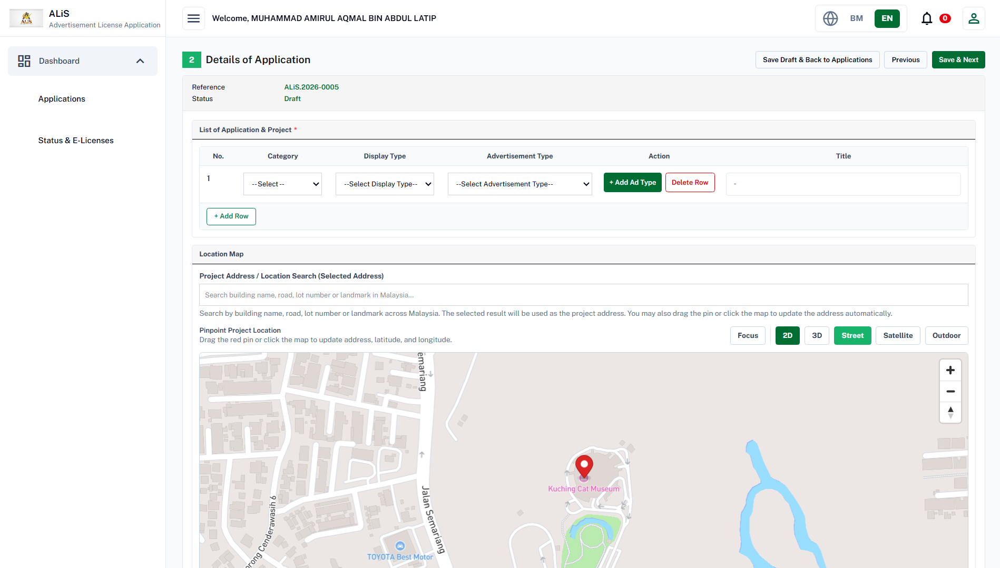 ALiS
Advertisement License Application
Welcome, MUHAMMAD AMIRUL AQMAL BIN ABDUL LATIP
BM
EN
0
Dashboard
Applications
Status & E-Licenses
2
Details of Application
Save Draft & Back to Applications
Previous
Save & Next
Reference
ALiS.2026-0005
Status
Draft
List of Application & Project *
No.
Category
Display Type
Advertisement Type
Action
Title
1
--Select--
--Select Display Type--
--Select Advertisement Type--
+ Add Ad Type
Delete Row
-
+ Add Row
Location Map
Project Address / Location Search (Selected Address)
Search building name, road, lot number or landmark in Malaysia...
Search by building name, road, lot number or landmark across Malaysia. The selected result will be used as the project address. You may also drag the pin or click the map to update the address automatically.
Pinpoint Project Location
Drag the red pin or click the map to update address, latitude, and longitude.
Focus
2D
3D
Street
Satellite
Outdoor
emariang
Kuching Cat Museum
Jalan Semariang
orong Cenderawasih 6
TOYOTA Best Motor